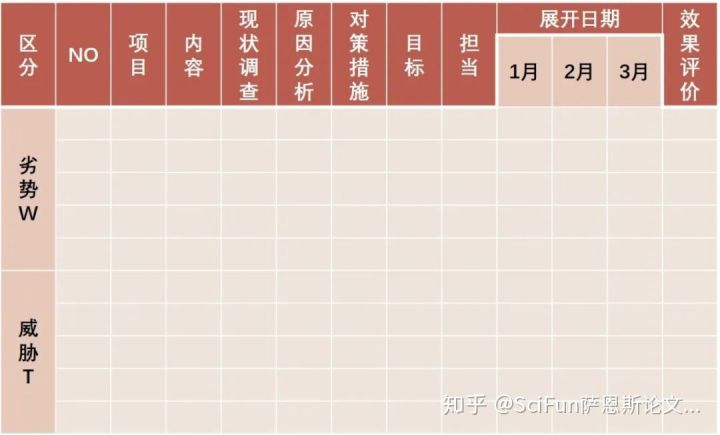 区分
NO
项目
内容
现状调查
原因分析
对策措施
目标
担当
展开日期
1月
2月
3月
效果评价
劣势W
威胁T
知乎 @SciFun萨恩斯论文...